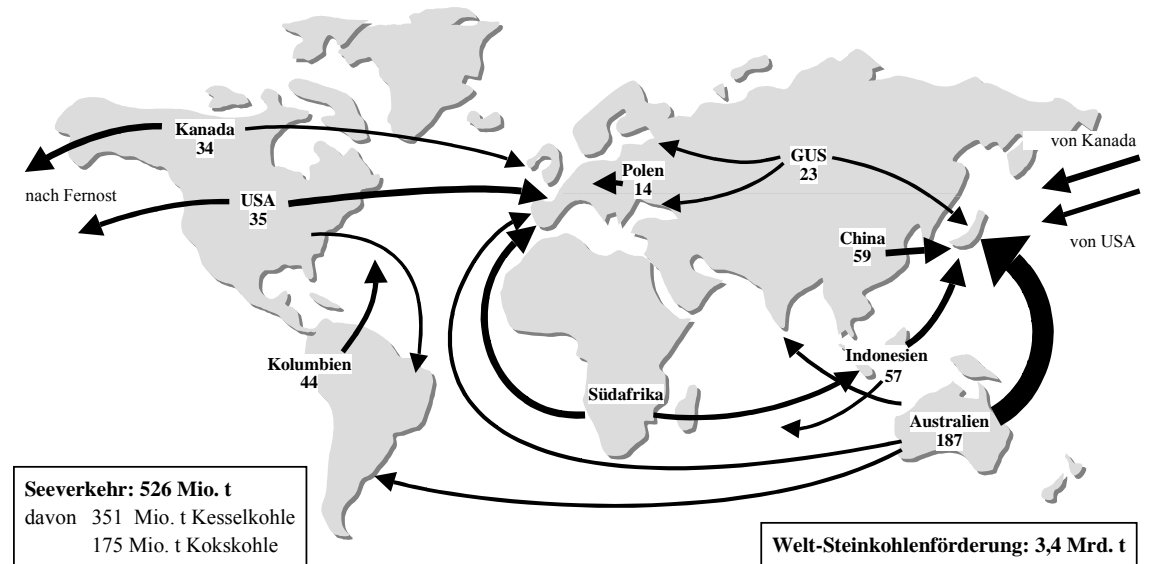 Kanada
34
von Kanada
GUS
23
Polen
14
nach Fernost
USA
35
China
59
von USA
Kolumbien
44
Indonesien
57
Südafrika
Australien
187
Seeverkehr: 526 Mio. t
davon 351 Mio. t Kesselkohle
175 Mio. t Kokskohle
Welt-Steinkohlenförderung: 3,4 Mrd. t